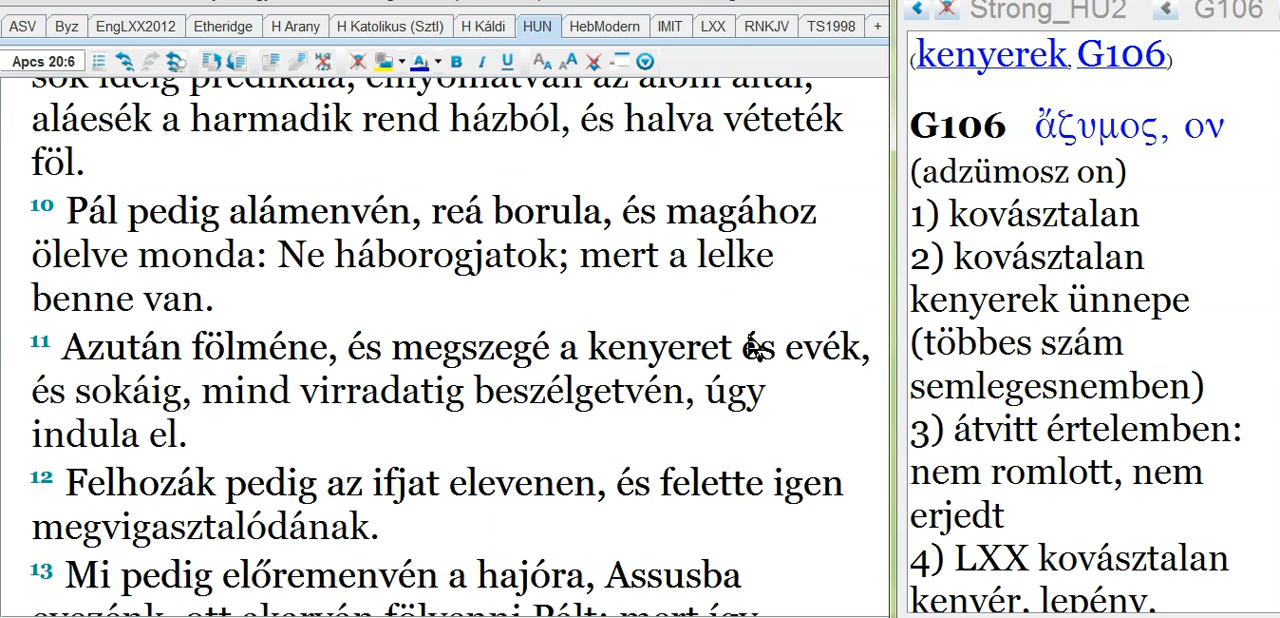 ASV Byz EngLXX2012 Etheridge H Arany H Katolikus (Sztl) H Káldi HUN HebModern IMIT LXX RNKJV TS1998 +
Apcs 20:6
aláesék a harmadik rend házból, és halva véteték
föl.
10 Pál pedig alámenvén, reá borula, és magához
ölelve monda: Ne háborogjatok; mert a lelke
benne van.
11 Azután fölméne, és megszegé a kenyeret és evék,
és sokáig, mind virradatig beszélgetvén, úgy
indula el.
12 Felhozák pedig az ifjat elevenen, és felette igen
megvigasztalódának.
13 Mi pedig előremenvén a hajóra, Assusba
Strong_HU2 G106
(kenyerek, G106)
G106 ἄζυμος, ον
(adzümosz on)
1) kovásztalan
2) kovásztalan
kenyerek ünnepe
(többes szám
semlegesnemben)
3) átvitt értelemben:
nem romlott, nem
erjedt
4) LXX kovásztalan
kenyér, lepény,